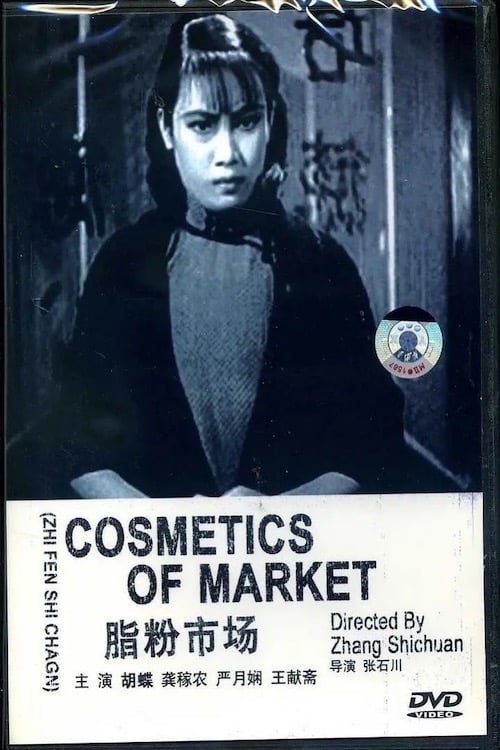 COSMETICS
OF MARKET
(ZHI FEN SHI CHAGN)
脂粉市场
Directed By
Zhang Shichuan
导演 张石川
主 演 胡蝶 龚稼农 严月娴 王献斋
DVD
VIDEO